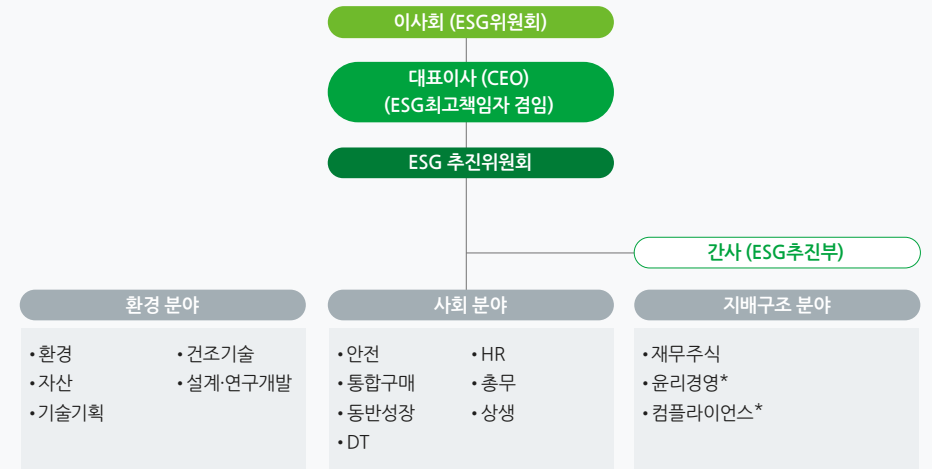 이사회 (ESG위원회)
대표이사 (CEO)
(ESG최고책임자 겸임)
ESG 추진위원회
간사 (ESG추진부)
환경 분야
•환경
•자산
•기술기획
•건조기술
•설계·연구개발
사회 분야
•안전
•통합구매
•동반성장
•DT
•HR
•총무
•상생
지배구조 분야
•재무주식
•윤리경영*
•컴플라이언스*